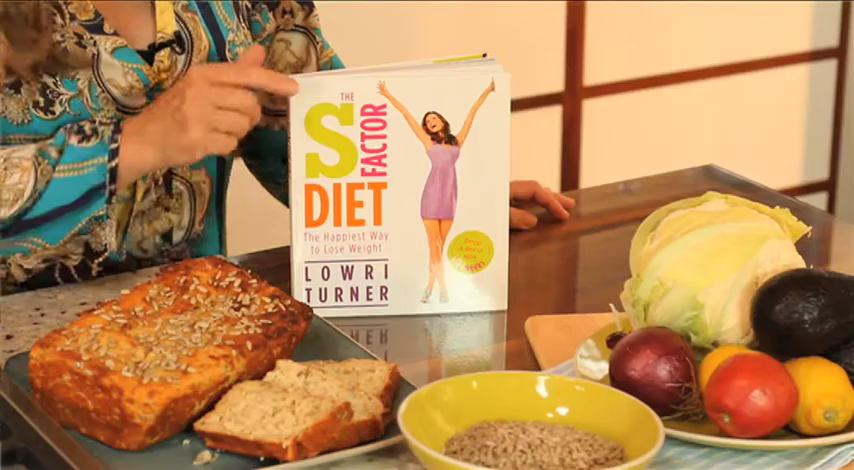 THE
S FACTOR
DIET
The Happiest Way
to Lose Weight
LOWRI
TURNER